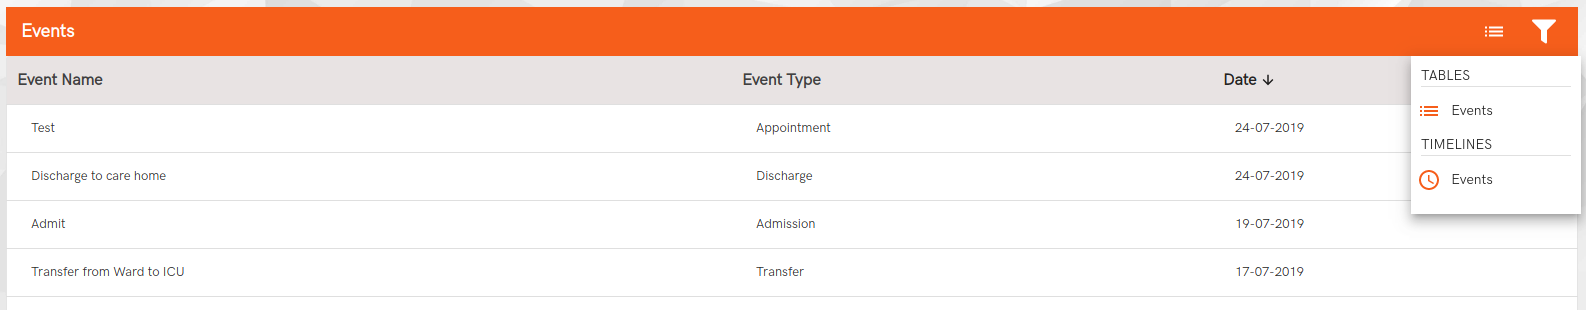 Events
Event Name Event Type Date
Test Appointment 24-07-2019
Discharge to care home Discharge 24-07-2019
Admit Admission 19-07-2019
Transfer from Ward to ICU Transfer 17-07-2019
TABLES
Events
TIMELINES
Events